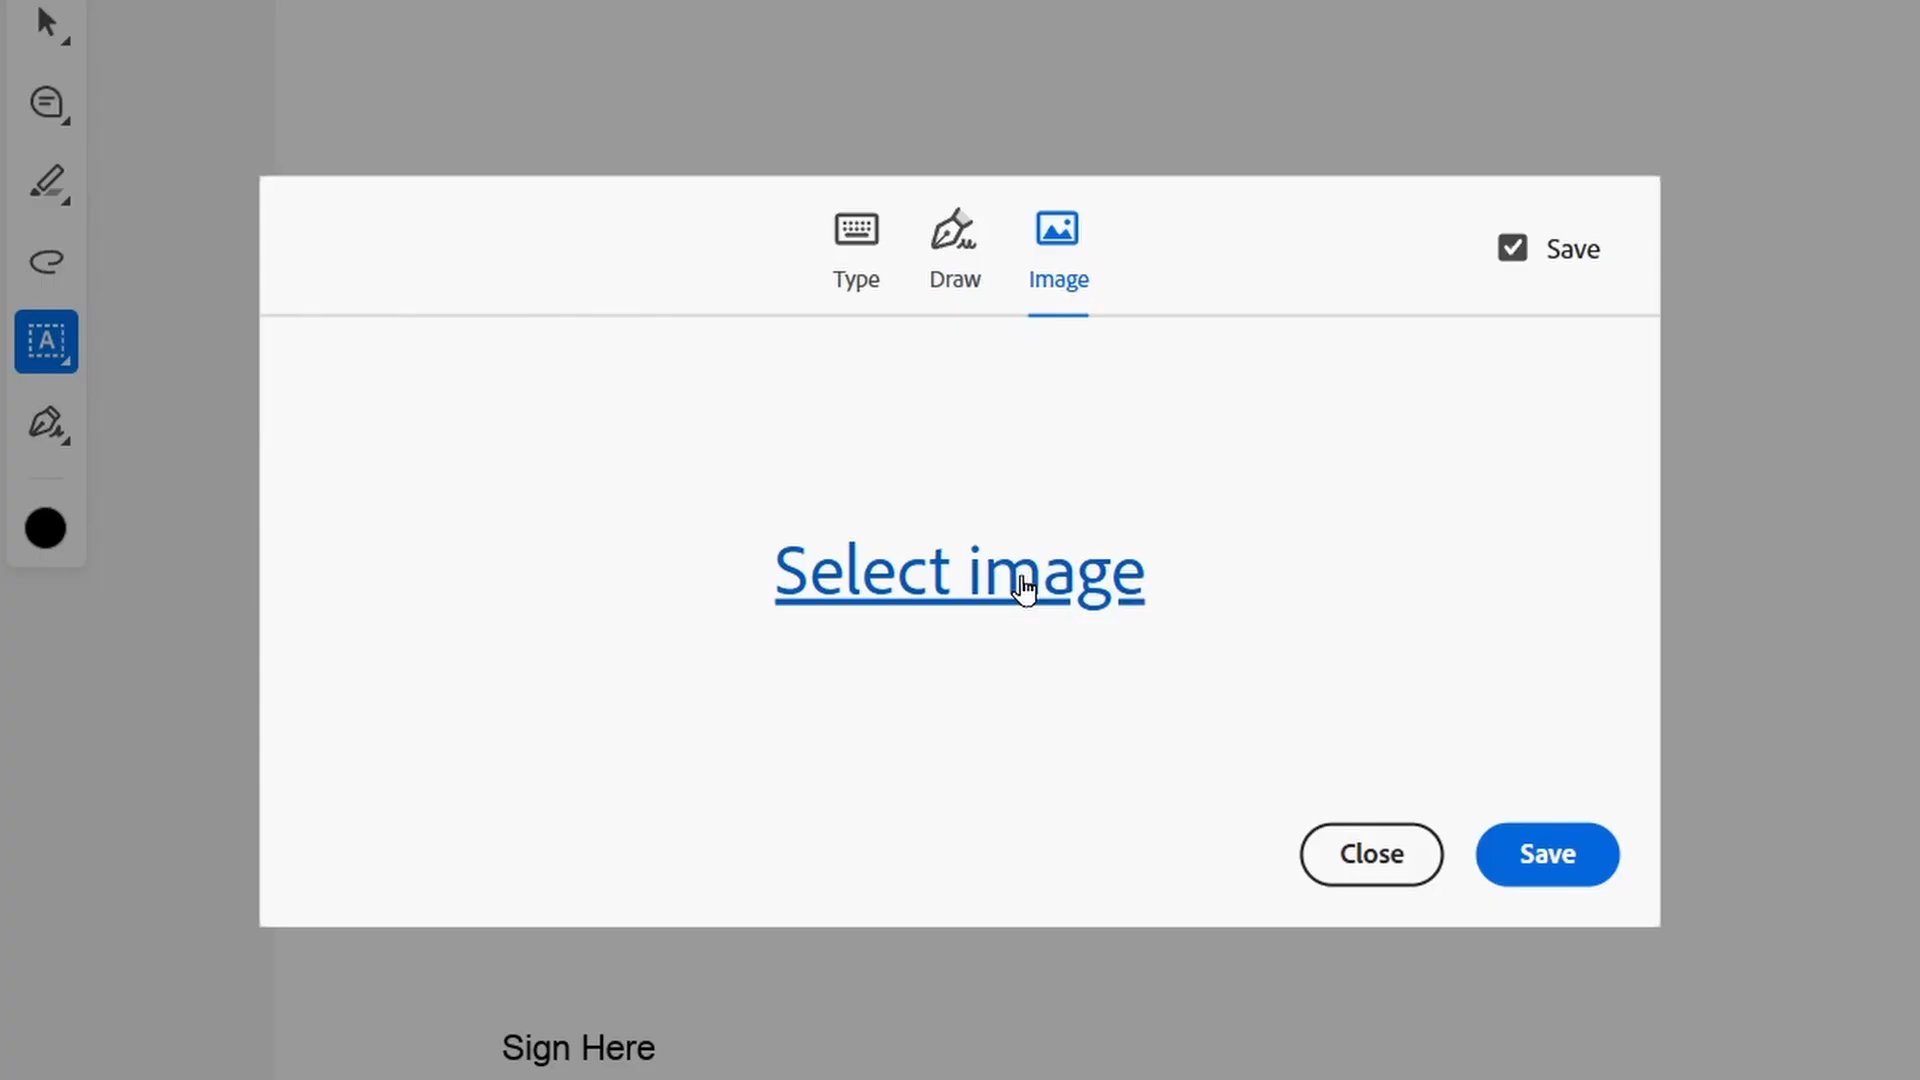 Type Draw Image
Save
A
Select image
Close Save
Sign Here